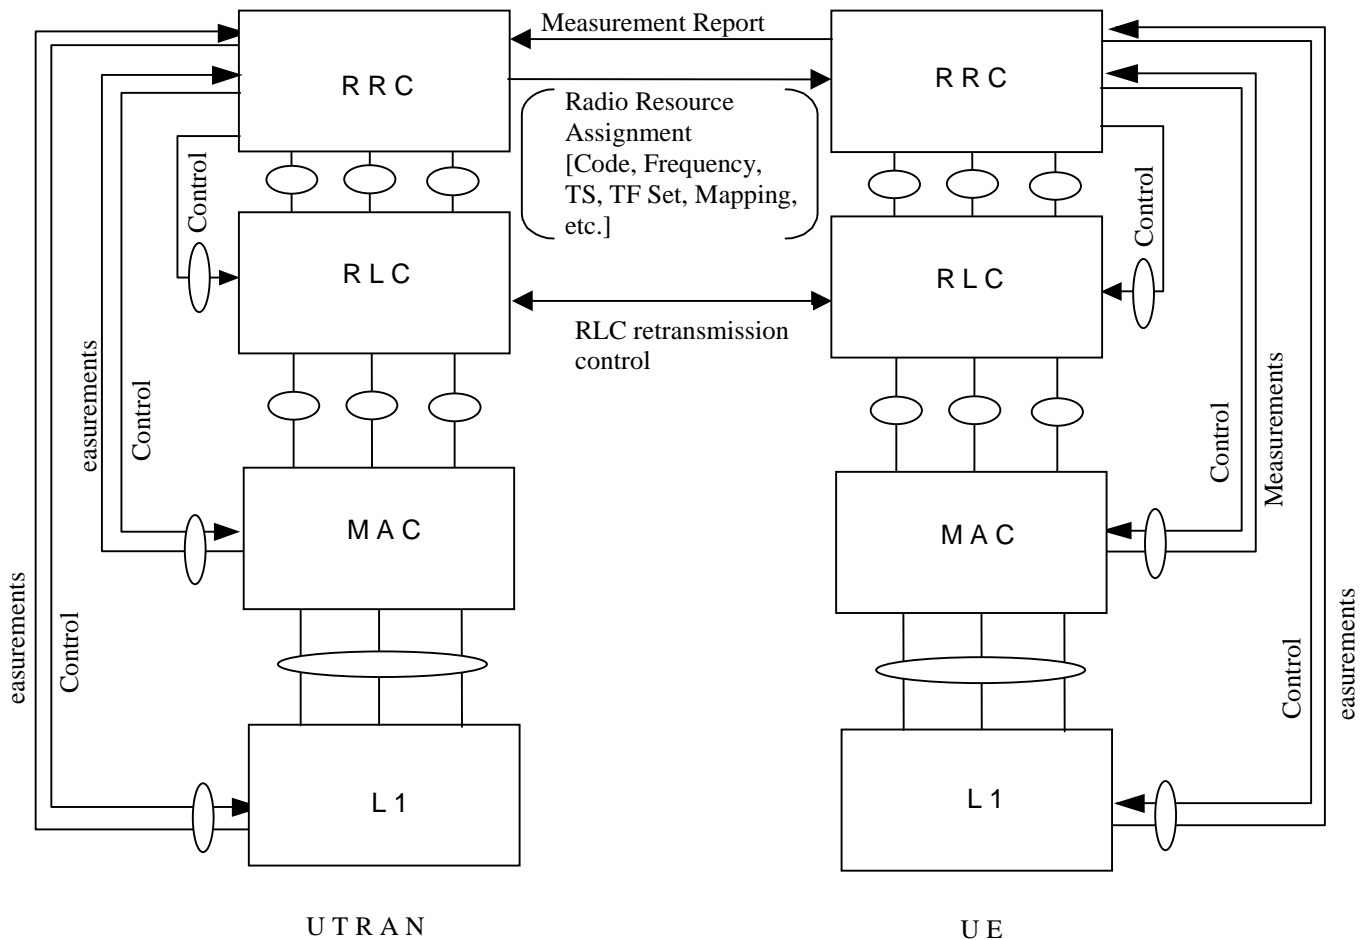 Measurement Report
R R C
R R C
Radio Resource
Assignment
[Code, Frequency,
TS, TF Set, Mapping,
etc.]
Control
Control
R L C
R L C
RLC retransmission
control
easurements
Control
Control
Measurements
M A C
M A C
easurements
Control
Control
easurements
L 1
L 1
U T R A N
U E